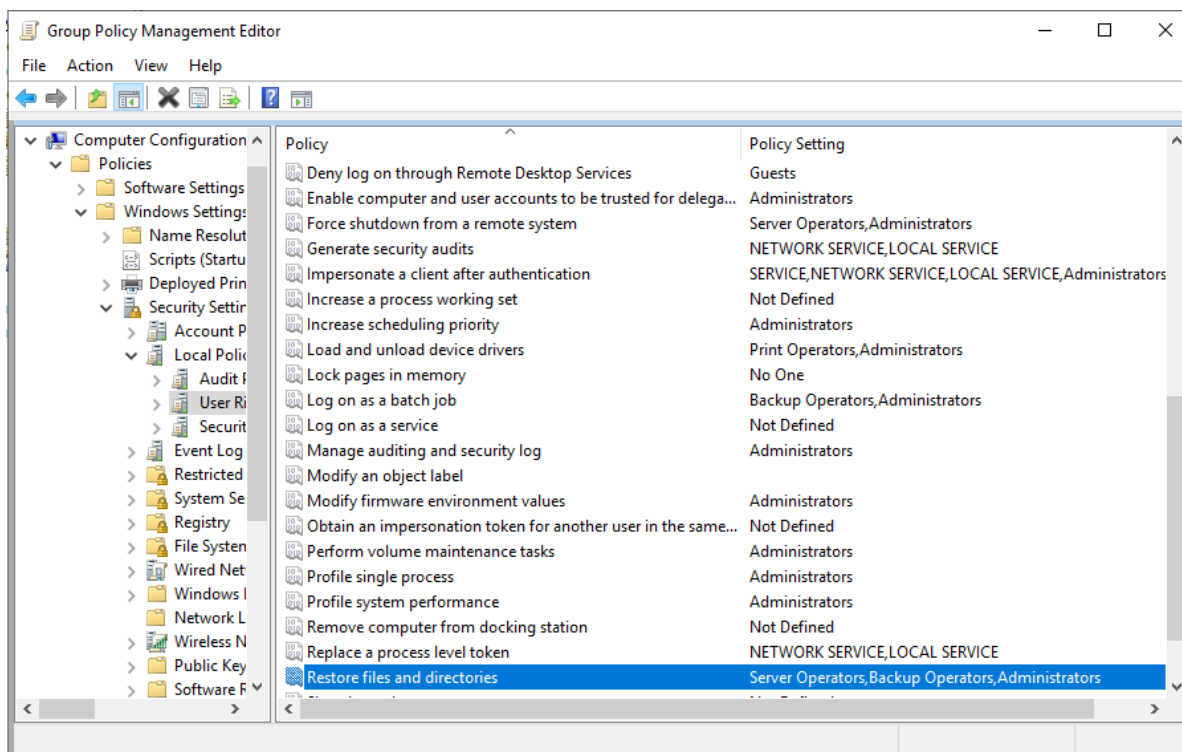 Group Policy Management Editor
File Action View Help
Computer Configuration
Policies
Software Settings
Windows Settings
Name Resolut
Scripts (Startu
Deployed Prin
Security Settin
Account P
Local Polic
Audit P
User Ri
Securit
Event Log
Restricted
System Se
Registry
File System
Wired Net
Windows
Network L
Wireless N
Public Key
Software R
Policy Policy Setting
Deny log on through Remote Desktop Services Guests
Enable computer and user accounts to be trusted for delega... Administrators
Force shutdown from a remote system Server Operators,Administrators
Generate security audits NETWORK SERVICE,LOCAL SERVICE
Impersonate a client after authentication SERVICE,NETWORK SERVICE,LOCAL SERVICE,Administrators
Increase a process working set Not Defined
Increase scheduling priority Administrators
Load and unload device drivers Print Operators,Administrators
Lock pages in memory No One
Log on as a batch job Backup Operators,Administrators
Log on as a service Not Defined
Manage auditing and security log Administrators
Modify an object label
Modify firmware environment values Administrators
Obtain an impersonation token for another user in the same... Not Defined
Perform volume maintenance tasks Administrators
Profile single process Administrators
Profile system performance Administrators
Remove computer from docking station Not Defined
Replace a process level token NETWORK SERVICE,LOCAL SERVICE
Restore files and directories Server Operators,Backup Operators,Administrators